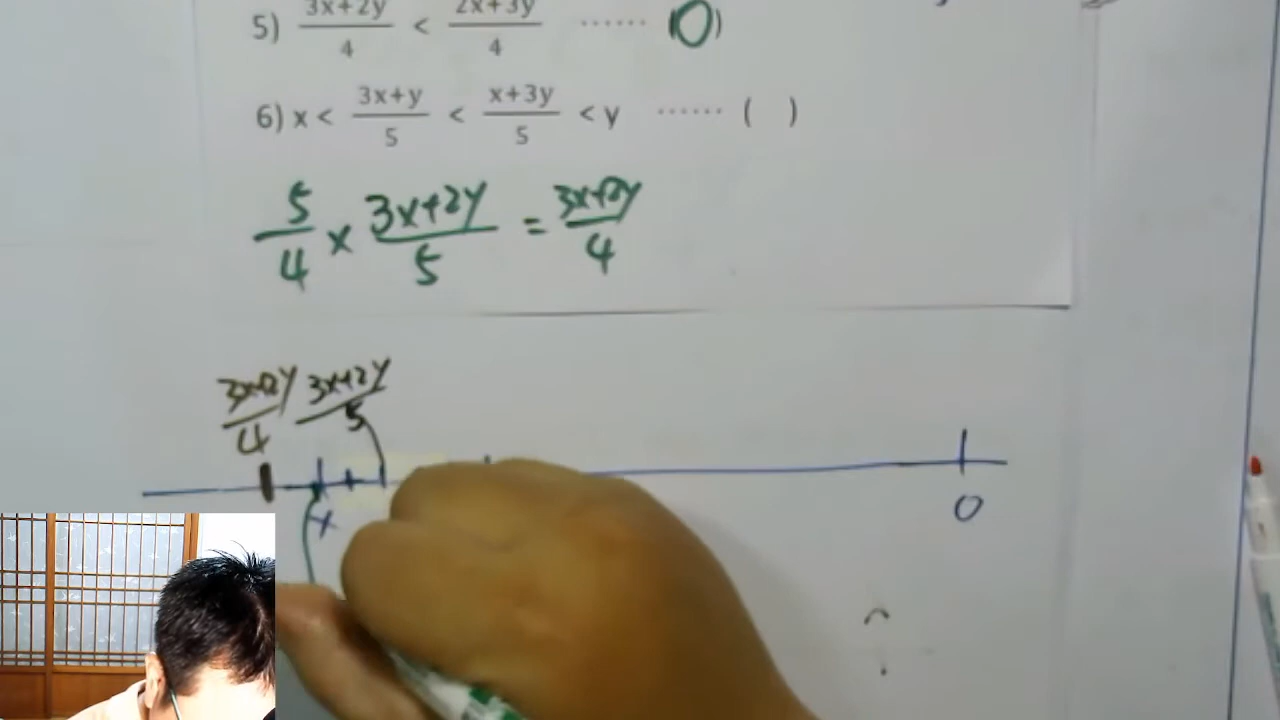 5) 3x+2y/4 < 2x+3y/4 ······ (O)
6) x < 3x+y/5 < x+3y/5 < y ······ ( )
5/4 x 3x+2y/5 = 3x+2y/4
3x+2y/4 3x+2y/5
x 0